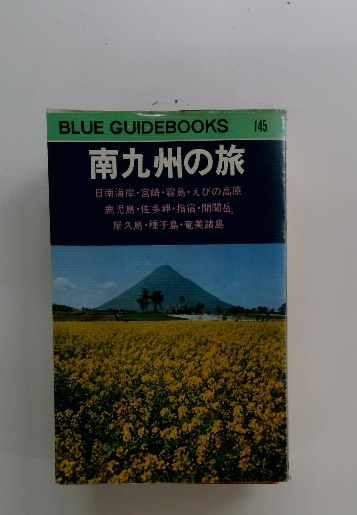 BLUE GUIDEBOOKS 145
南九州の旅
日南海岸・宮崎・霧島・えびの高原
鹿児島・佐多岬・指宿・開聞岳
屋久島・種子島・奄美諸島